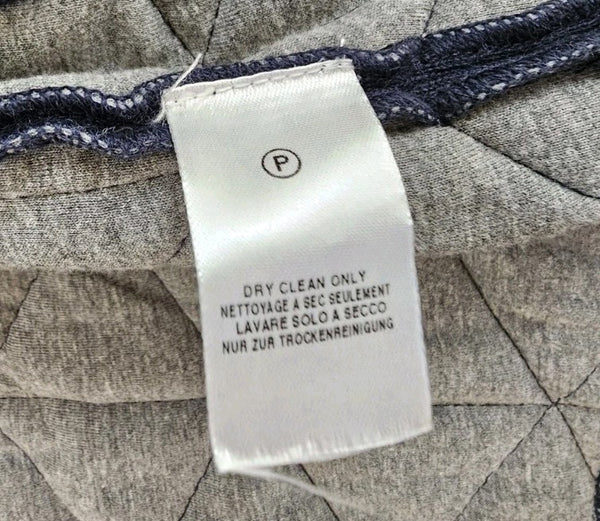 P
DRY CLEAN ONLY
NETTOYAGE A SEC SEULEMENT
LAVARE SOLO A SECCO
NUR ZUR TROCKENREINIGUNG